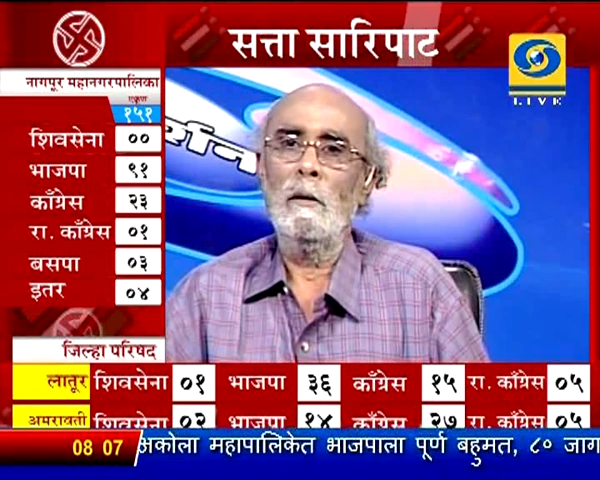 सत्ता सारिपाट
LIVE
नागपूर महानगरपालिका
एकूण
१५१
शिवसेना ००
भाजपा ९१
काँग्रेस २३
रा. काँग्रेस ०१
बसपा ०३
इतर ०४
र्शन
जिल्हा परिषद
लातूर शिवसेना ०१ भाजपा ३६ काँग्रेस १५ रा. काँग्रेस ०५
अमरावती शिवसेना ०२ भाजपा १४ काँग्रेस २७ रा. काँग्रेस ०५
08 07 अकोला महापालिकेत भाजपाला पूर्ण बहुमत, ८० जाग